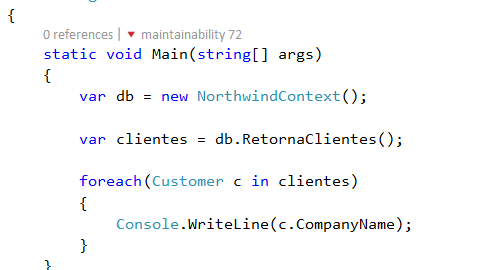 {
0 references | ▼ maintainability 72
static void Main(string[] args)
{
var db = new NorthwindContext();
var clientes = db.RetornaClientes();
foreach(Customer c in clientes)
{
Console.WriteLine(c.CompanyName);
}
}